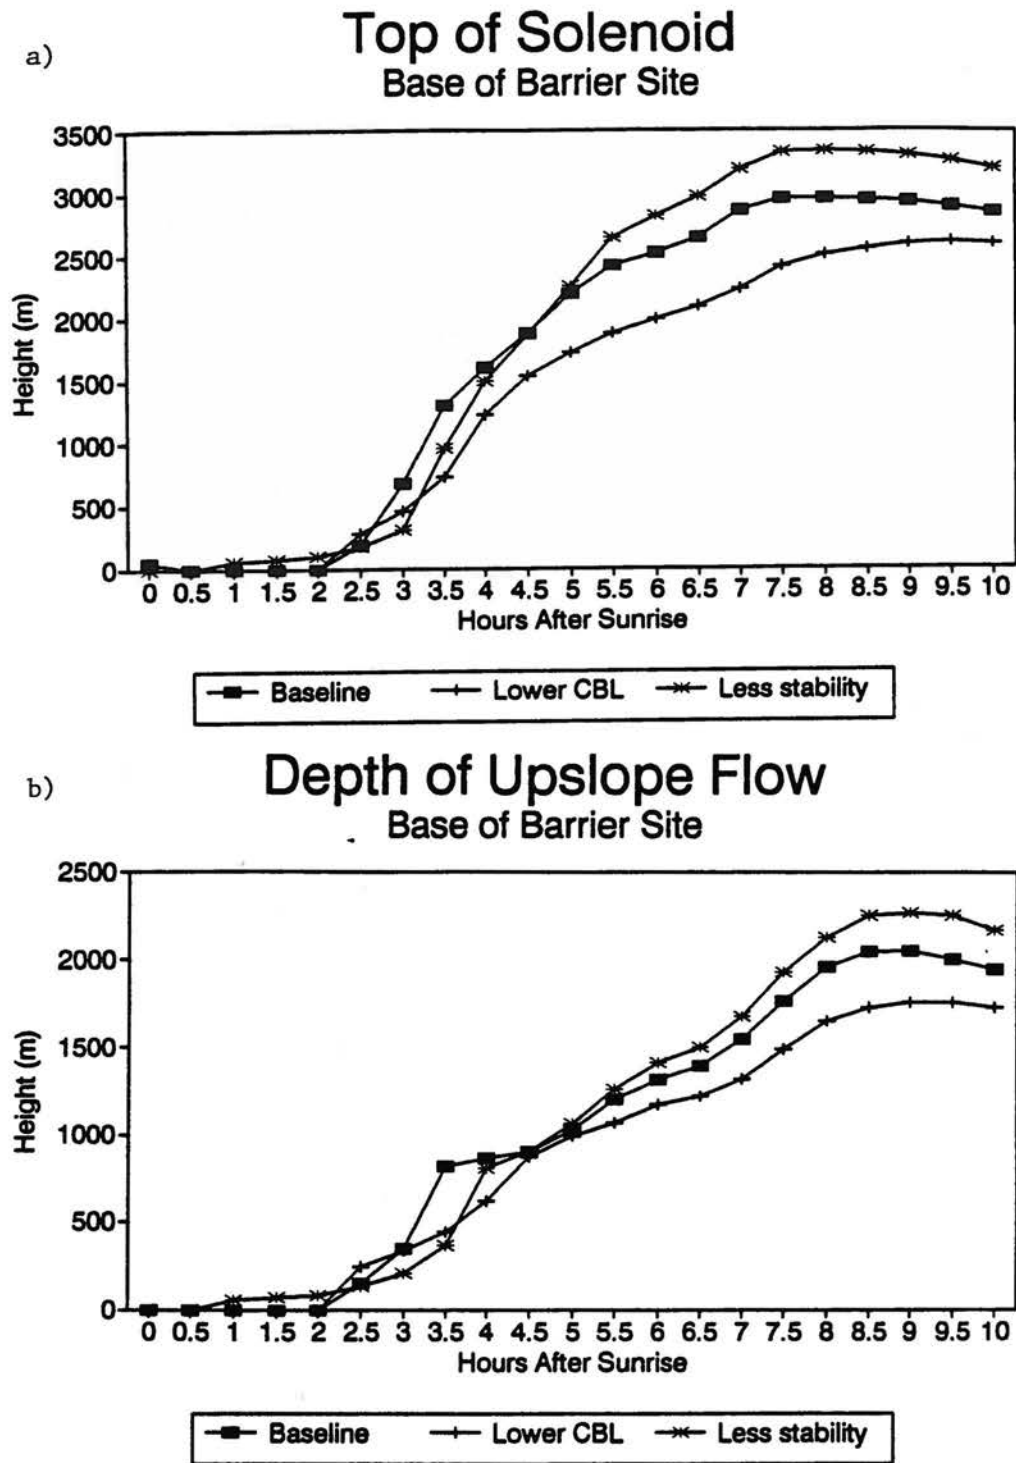 a)
Top of Solenoid
Base of Barrier Site
3500
3000
2500
2000
1500
1000
500
0
Height (m)
0 0.5 1 1.5 2 2.5 3 3.5 4 4.5 5 5.5 6 6.5 7 7.5 8 8.5 9 9.5 10
Hours After Sunrise
Baseline Lower CBL Less stability
b)
Depth of Upslope Flow
Base of Barrier Site
2500
2000
1500
1000
500
0
Height (m)
0 0.5 1 1.5 2 2.5 3 3.5 4 4.5 5 5.5 6 6.5 7 7.5 8 8.5 9 9.5 10
Hours After Sunrise
Baseline Lower CBL Less stability